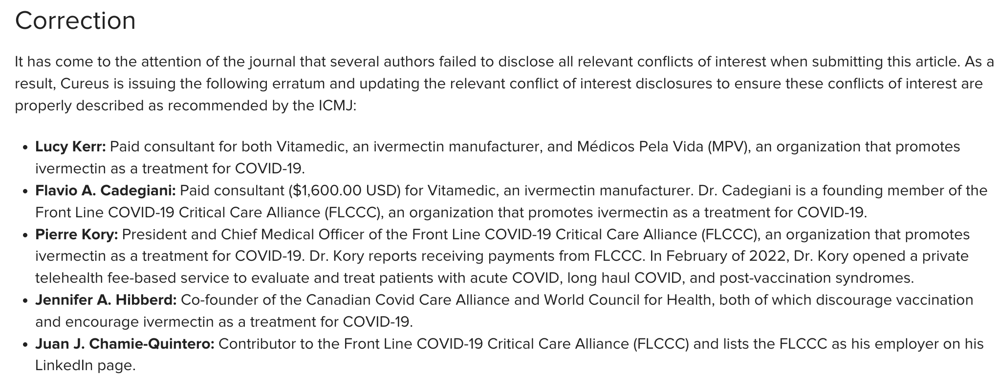 Correction
It has come to the attention of the journal that several authors failed to disclose all relevant conflicts of interest when submitting this article. As a
result, Cureus is issuing the following erratum and updating the relevant conflict of interest disclosures to ensure these conflicts of interest are
properly described as recommended by the ICMJ:
• Lucy Kerr: Paid consultant for both Vitamedic, an ivermectin manufacturer, and Médicos Pela Vida (MPV), an organization that promotes
ivermectin as a treatment for COVID-19.
• Flavio A. Cadegiani: Paid consultant ($1,600.00 USD) for Vitamedic, an ivermectin manufacturer. Dr. Cadegiani is a founding member of the
Front Line COVID-19 Critical Care Alliance (FLCCC), an organization that promotes ivermectin as a treatment for COVID-19.
• Pierre Kory: President and Chief Medical Officer of the Front Line COVID-19 Critical Care Alliance (FLCCC), an organization that promotes
ivermectin as a treatment for COVID-19. Dr. Kory reports receiving payments from FLCCC. In February of 2022, Dr. Kory opened a private
telehealth fee-based service to evaluate and treat patients with acute COVID, long haul COVID, and post-vaccination syndromes.
• Jennifer A. Hibberd: Co-founder of the Canadian Covid Care Alliance and World Council for Health, both of which discourage vaccination
and encourage ivermectin as a treatment for COVID-19.
• Juan J. Chamie-Quintero: Contributor to the Front Line COVID-19 Critical Care Alliance (FLCCC) and lists the FLCCC as his employer on his
LinkedIn page.